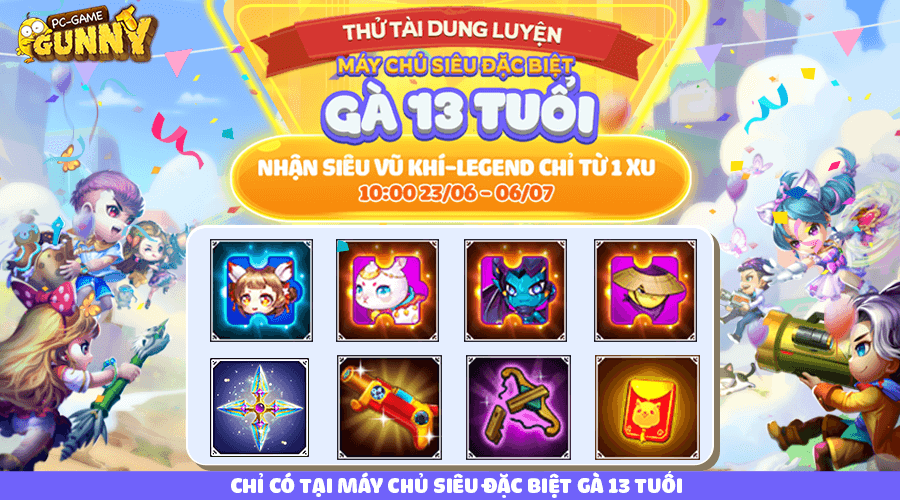 PC-GAME
GUNNY
THỬ TÀI DUNG LUYỆN
MÁY CHỦ SIÊU ĐẶC BIỆT
GÀ 13 TUỔI
NHẬN SIÊU VŨ KHÍ-LEGEND CHỈ TỪ 1 XU
10:00 23/06 - 06/07
CHỈ CÓ TẠI MÁY CHỦ SIÊU ĐẶC BIỆT GÀ 13 TUỔI